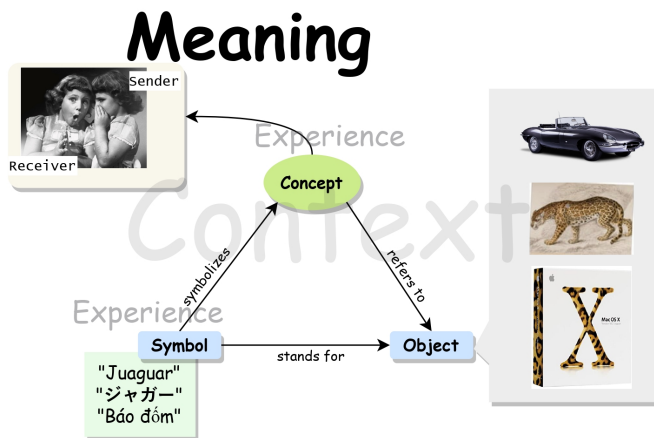 Meaning
Sender
Receiver
Experience
Concept
Context
symbolizes
refers to
Experience
Symbol
stands for
Object
"Juaguar"
"ジャガー"
"Báo đốm"
X
Mac OS X